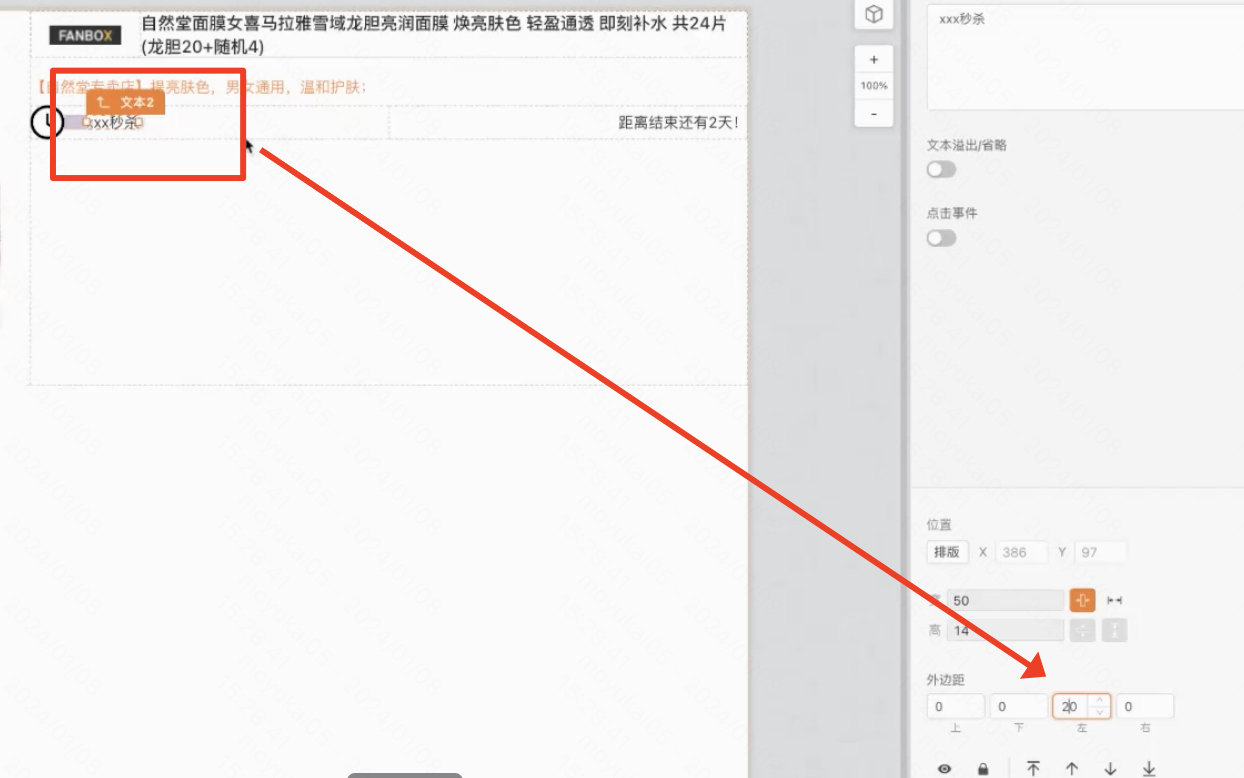 FANBOX
自然堂面膜女喜马拉雅雪域龙胆亮润面膜 焕亮肤色 轻盈通透 即刻补水 共24片
(龙胆20+随机4)
【自然堂专卖店】提亮肤色，男女通用，温和护肤；
文本2
xxx秒杀
距离结束还有2天！
+
100%
-
xxx秒杀
文本溢出/省略
点击事件
位置
排版 X 386 Y 97
50
高 14
外边距
0 0 20 0
上 下 左 右